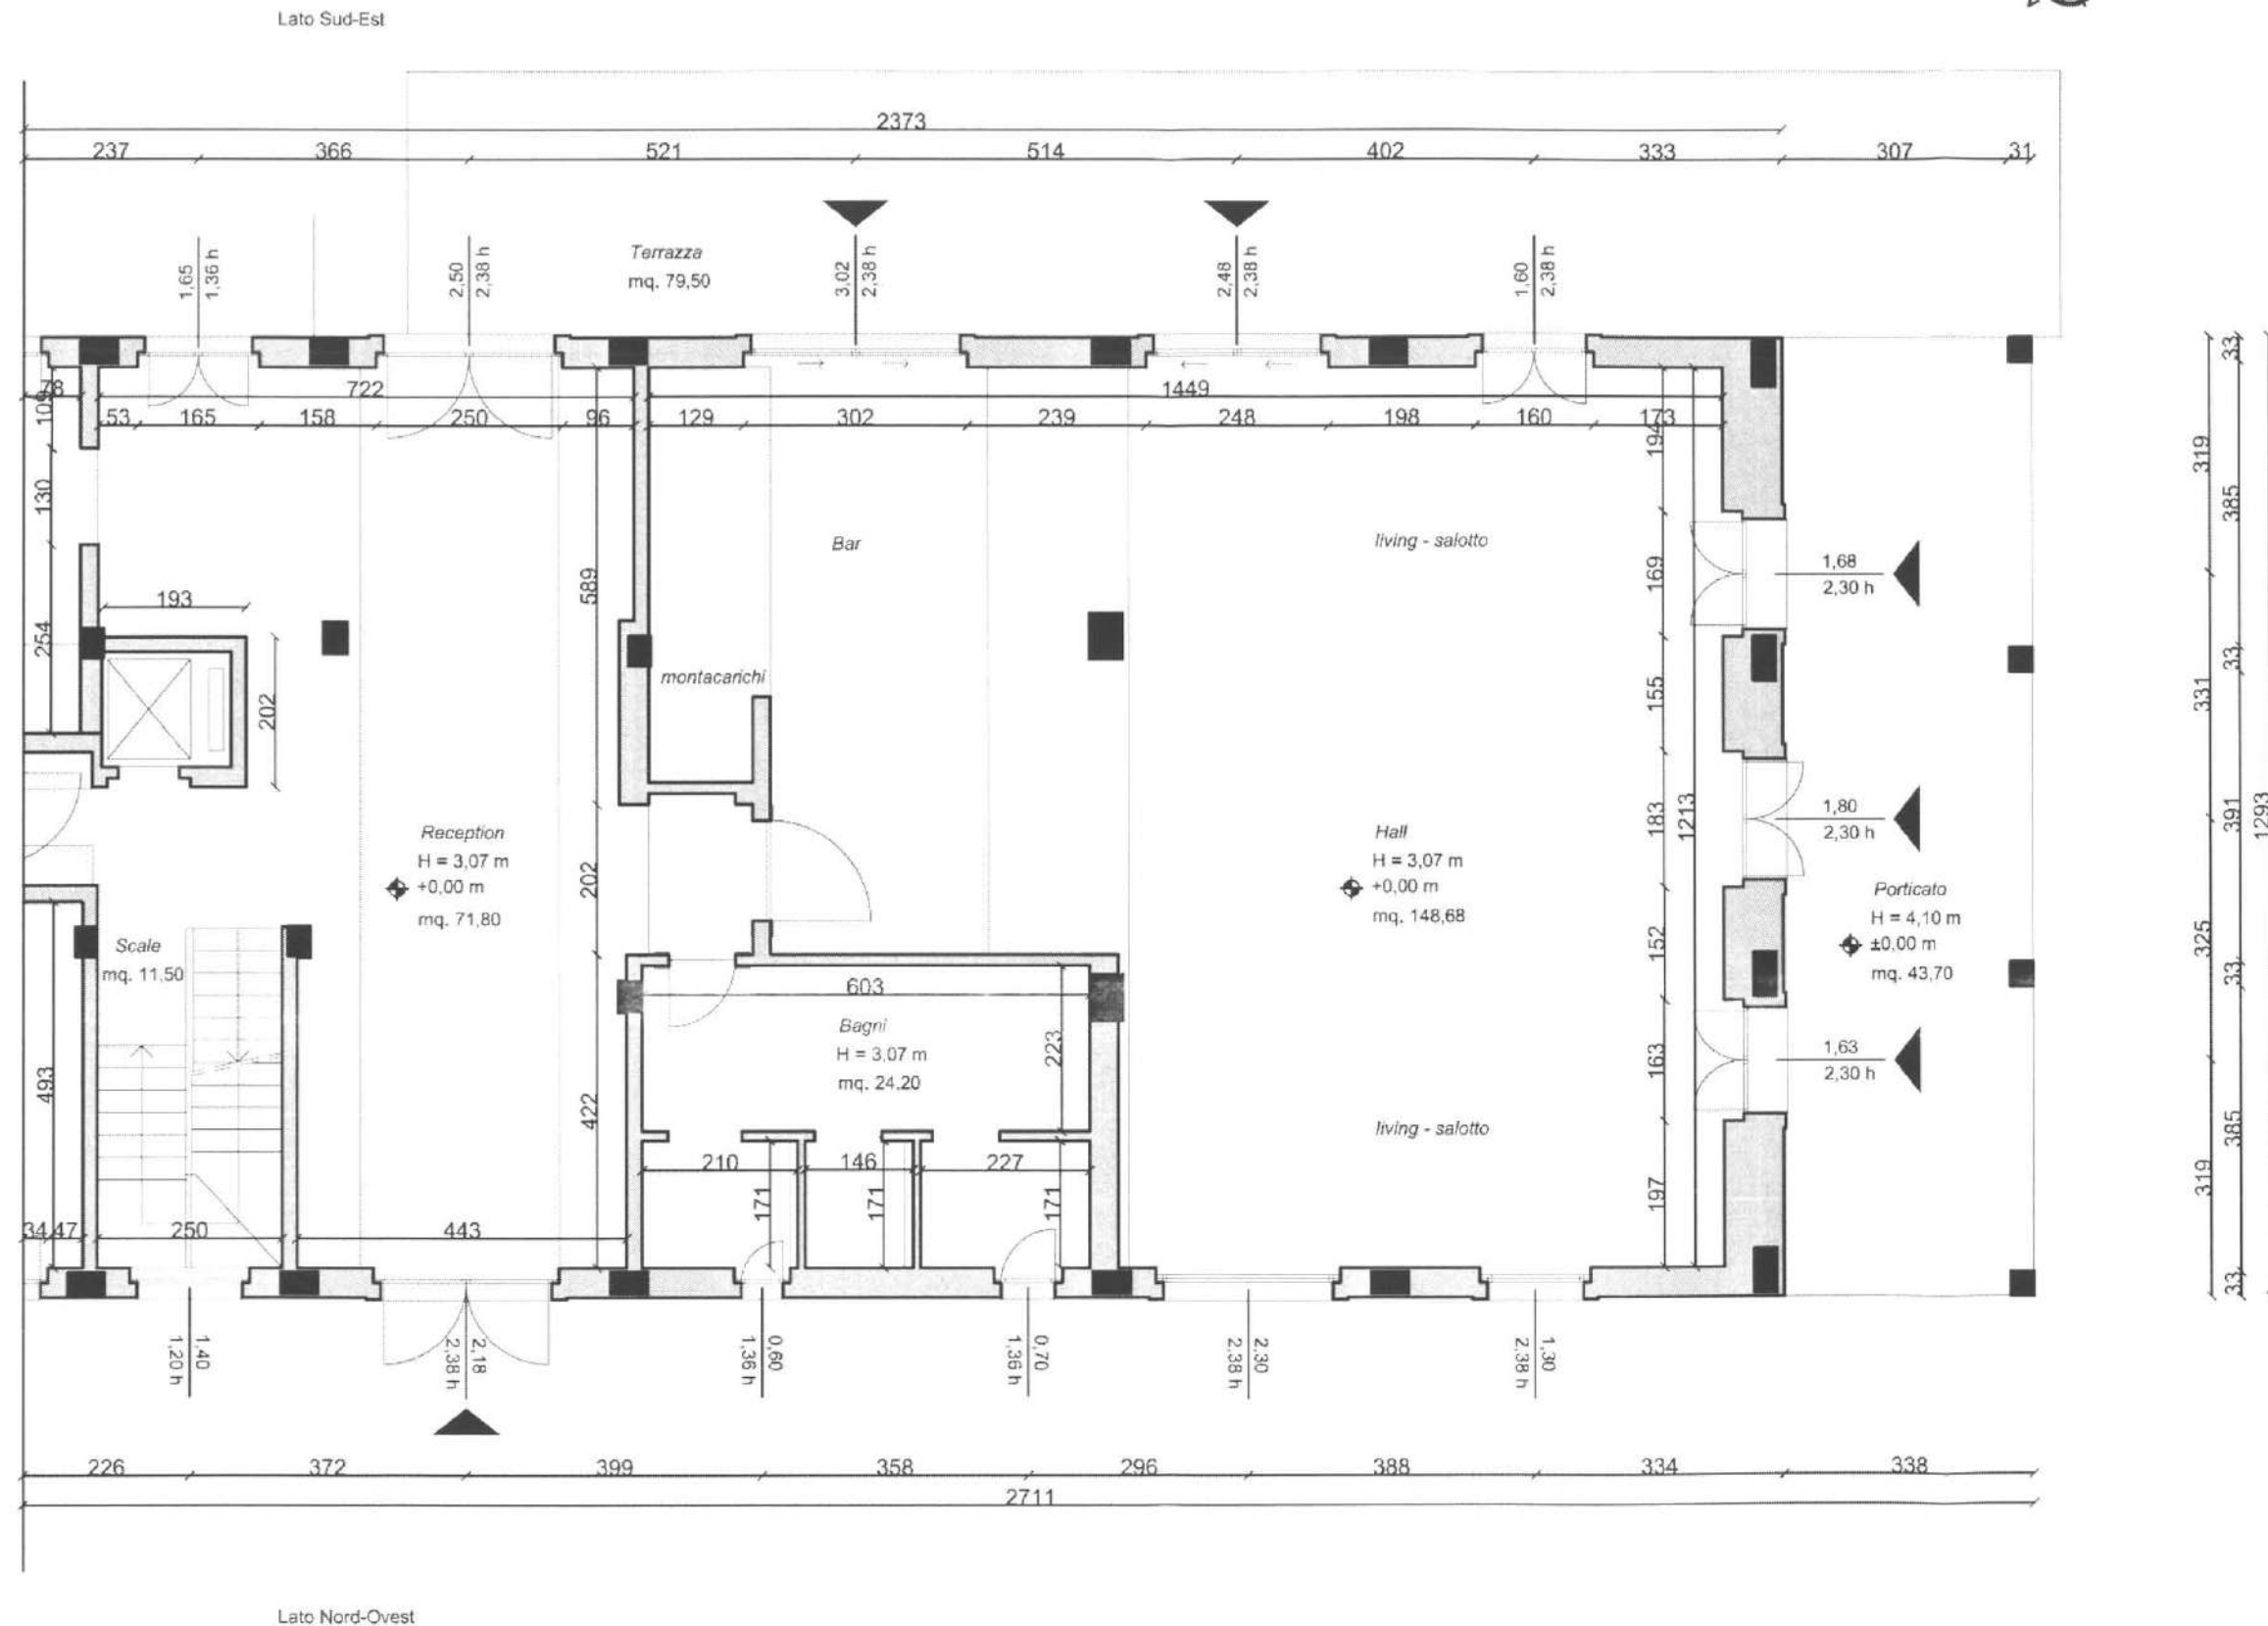 Lato Sud-Est
2373
237 366 521 514 402 333 307 31
1,65
1,36 h
2,50
2,38 h
Terrazza
mq. 79,50
3,02
2,38 h
2,48
2,38 h
1,60
2,38 h
78 722 1449
53 165 158 250 96 129 302 239 248 198 160 173
109
130
254
193
202
589
202
422
Bar
montacarichi
living - salotto
194
169
155
183
152
163
197
1213
1,68
2,30 h
1,80
2,30 h
1,63
2,30 h
Reception
H = 3,07 m
+0,00 m
mq. 71,80
Hall
H = 3,07 m
+0,00 m
mq. 148,68
Porticato
H = 4,10 m
±0,00 m
mq. 43,70
Scale
mq. 11,50
493
603
Bagni
H = 3,07 m
mq. 24,20
223
living - salotto
210 146 227
171 171 171
34 47 250 443
319
331
325
319
33
385
33
391
33
385
33
1293
1,40
1,20 h
2,18
2,38 h
0,60
1,36 h
0,70
1,36 h
2,30
2,38 h
1,30
2,38 h
226 372 399 358 296 388 334 338
2711
Lato Nord-Ovest